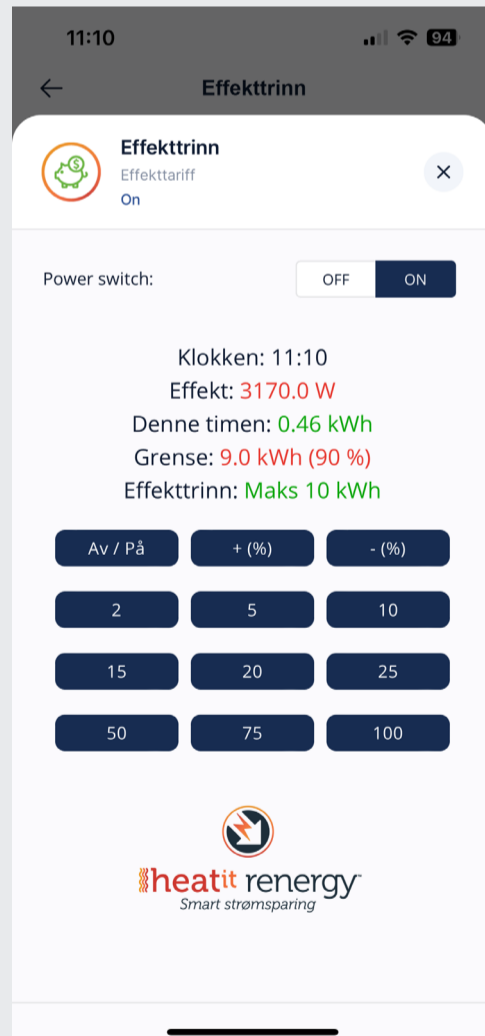 11:10
94
Effekttrinn
Effekttrinn
Effekttariff
On
Power switch:
OFF
ON
Klokken: 11:10
Effekt: 3170.0 W
Denne timen: 0.46 kWh
Grense: 9.0 kWh (90 %)
Effekttrinn: Maks 10 kWh
Av / På
+ (%)
- (%)
2
5
10
15
20
25
50
75
100
heatit renergy
Smart strømsparing